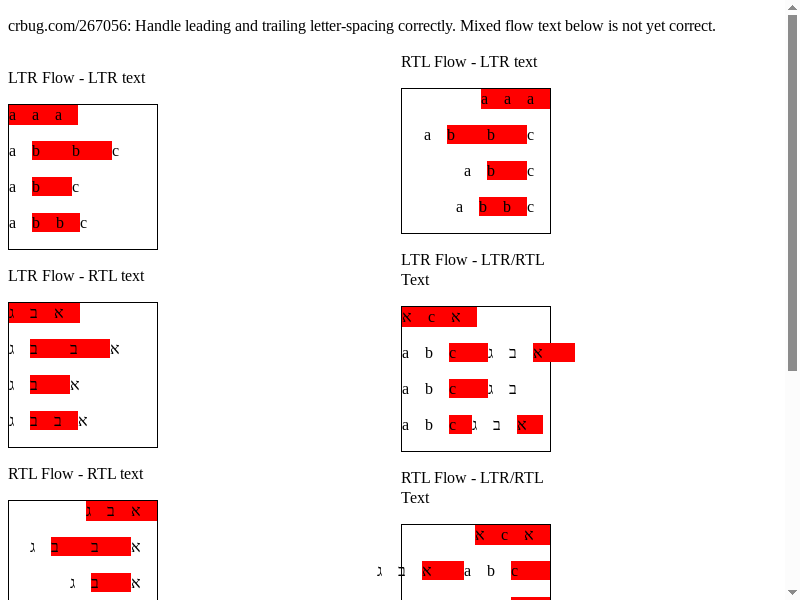 crbug.com/267056: Handle leading and trailing letter-spacing correctly. Mixed flow text below is not yet correct.
LTR Flow - LTR text
a a a
a b b c
a b c
a b b c
LTR Flow - RTL text
א ב ג
א ב ב ג
א ב ג
א ב ב ג
RTL Flow - RTL text
א ב ג
א ב ב ג
א ב ג
RTL Flow - LTR text
a a a
a b b c
a b c
a b b c
LTR Flow - LTR/RTL
Text
א c א
a b c א ב ג
a b c ב ג
a b c א ב ג
RTL Flow - LTR/RTL
Text
א c א
a b c א ב ג